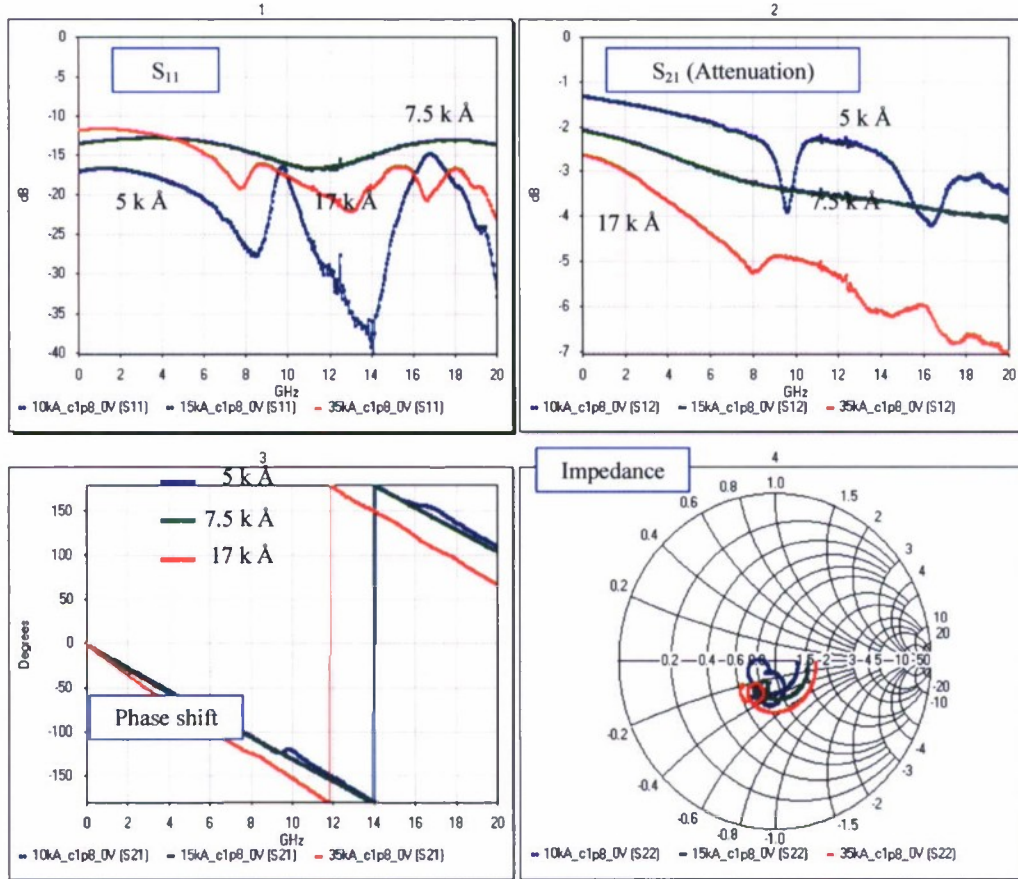 1
S11
7.5 k Å
5 k Å
17 k Å
dB
0
-5
-10
-15
-20
-25
-30
-35
-40
0 2 4 6 8 10 12 14 16 18 20
GHz
10kA_c1p8_0V (S11) 15kA_c1p8_0V (S11) 35kA_c1p8_0V (S11)
2
S21 (Attenuation)
5 k Å
7.5 k Å
17 k Å
dB
0
-1
-2
-3
-4
-5
-6
-7
0 2 4 6 8 10 12 14 16 18 20
GHz
10kA_c1p8_0V (S12) 15kA_c1p8_0V (S12) 35kA_c1p8_0V (S12)
3
5 k Å
7.5 k Å
17 k Å
Phase shift
Degrees
150
100
50
0
-50
-100
-150
0 2 4 6 8 10 12 14 16 18 20
GHz
10kA_c1p8_0V (S21) 15kA_c1p8_0V (S21) 35kA_c1p8_0V (S21)
4
Impedance
1.0
0.8 1.5
0.6 2
0.4 3
4
0.2 10
20
0.2 0.4 0.6 1.5 2 3 4 5 10 50
-20
-10
-0.2 -4
-0.4 -3
-0.6 -2
-0.8 -1.5
-1.0
10kA_c1p8_0V (S22) 15kA_c1p8_0V (S22) 35kA_c1p8_0V (S22)